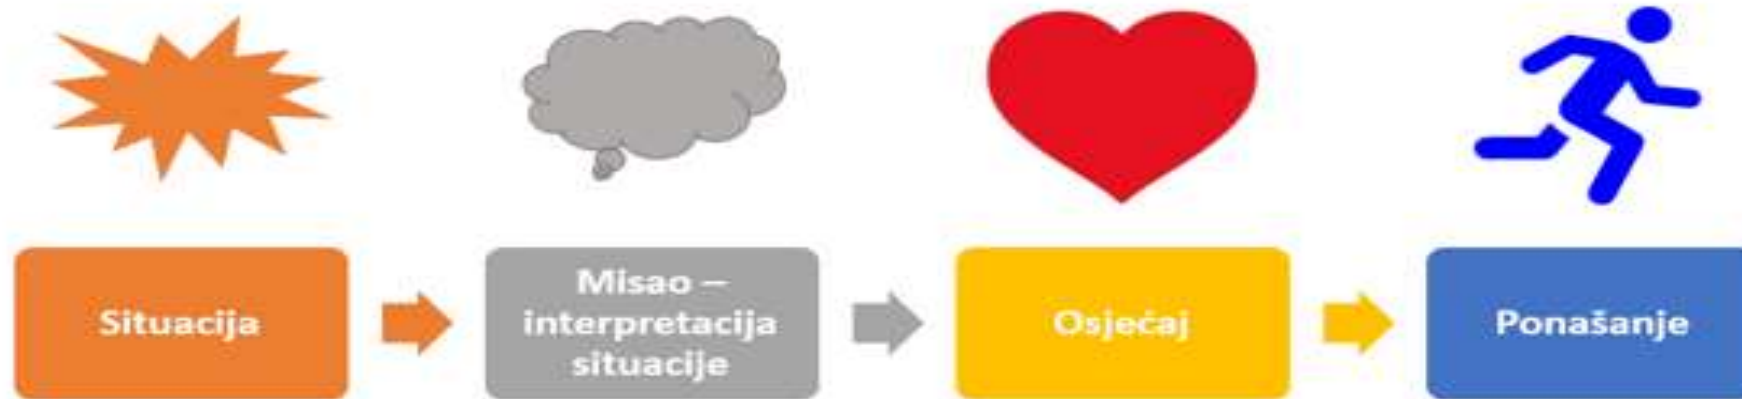 Situacija
Misao –
interpretacija
situacije
Osjećaj
Ponašanje